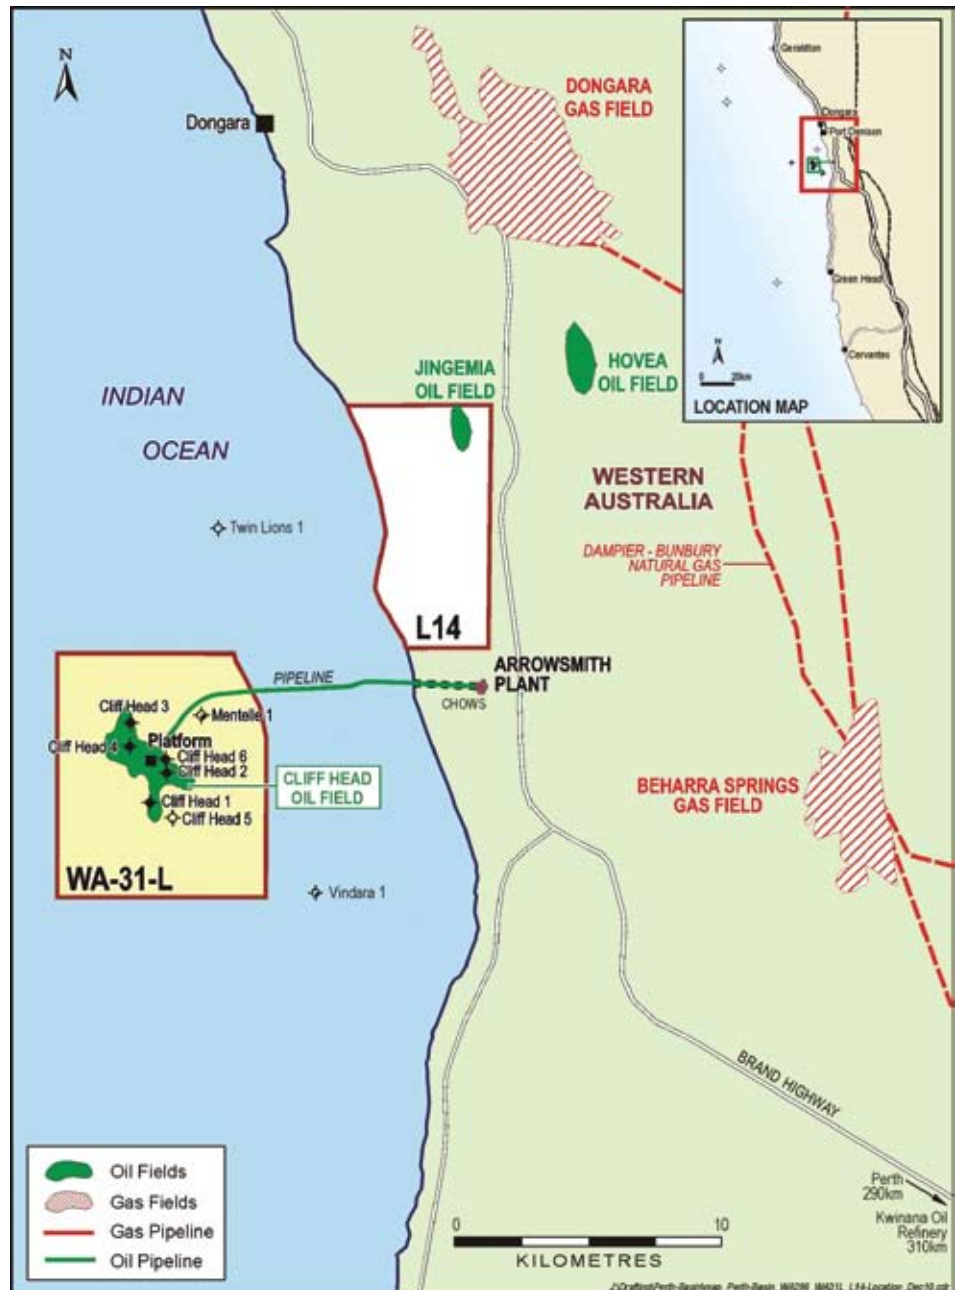 N
Dongara
DONGARA
GAS FIELD
Geraldton
Dongara
Port Denison
Green Head
Cervantes
N
0 20km
LOCATION MAP
JINGEMIA
OIL FIELD
HOVEA
OIL FIELD
INDIAN
OCEAN
WESTERN
AUSTRALIA
Twin Lions 1
DAMPIER - BUNBURY
NATURAL GAS
PIPELINE
L14
ARROWSMITH
PLANT
PIPELINE
CHOWS
Cliff Head 3
Mentelle 1
Cliff Head 4
Platform
Cliff Head 6
Cliff Head 2
CLIFF HEAD
OIL FIELD
Cliff Head 1
Cliff Head 5
WA-31-L
Vindara 1
BEHARRA SPRINGS
GAS FIELD
BRAND HIGHWAY
Perth
290km
Kwinana Oil
Refinery
310km
Oil Fields
Gas Fields
Gas Pipeline
Oil Pipeline
0 10
KILOMETRES